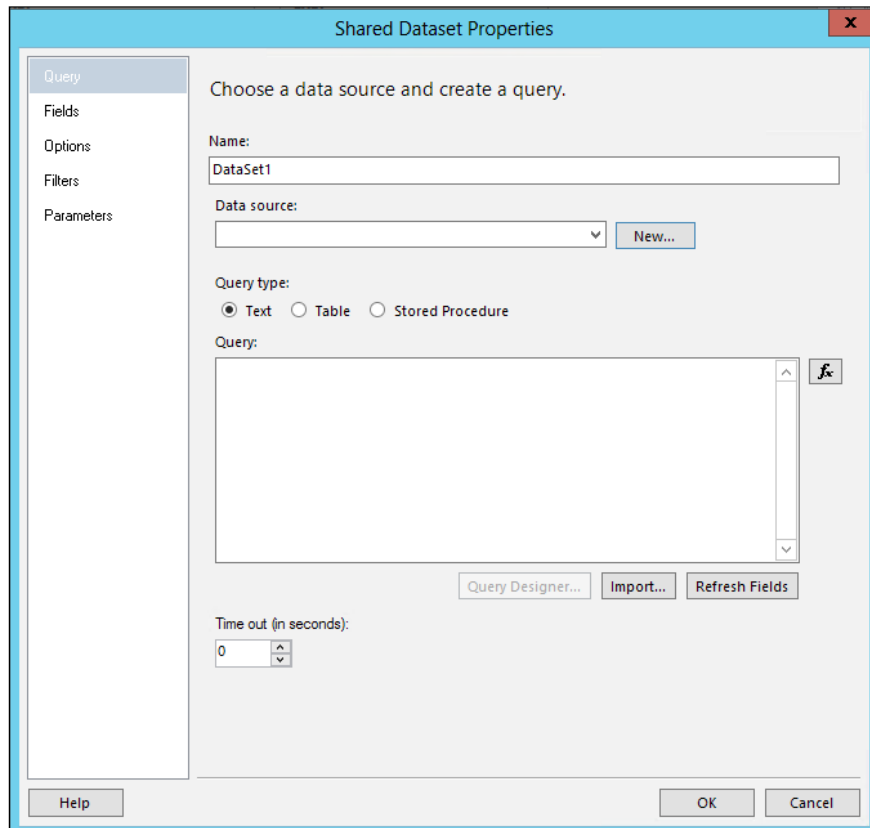 Shared Dataset Properties
x
Query
Fields
Options
Filters
Parameters
Choose a data source and create a query.
Name:
DataSet1
Data source:
New...
Query type:
Text Table Stored Procedure
Query:
fx
Query Designer... Import... Refresh Fields
Time out (in seconds):
0
Help OK Cancel